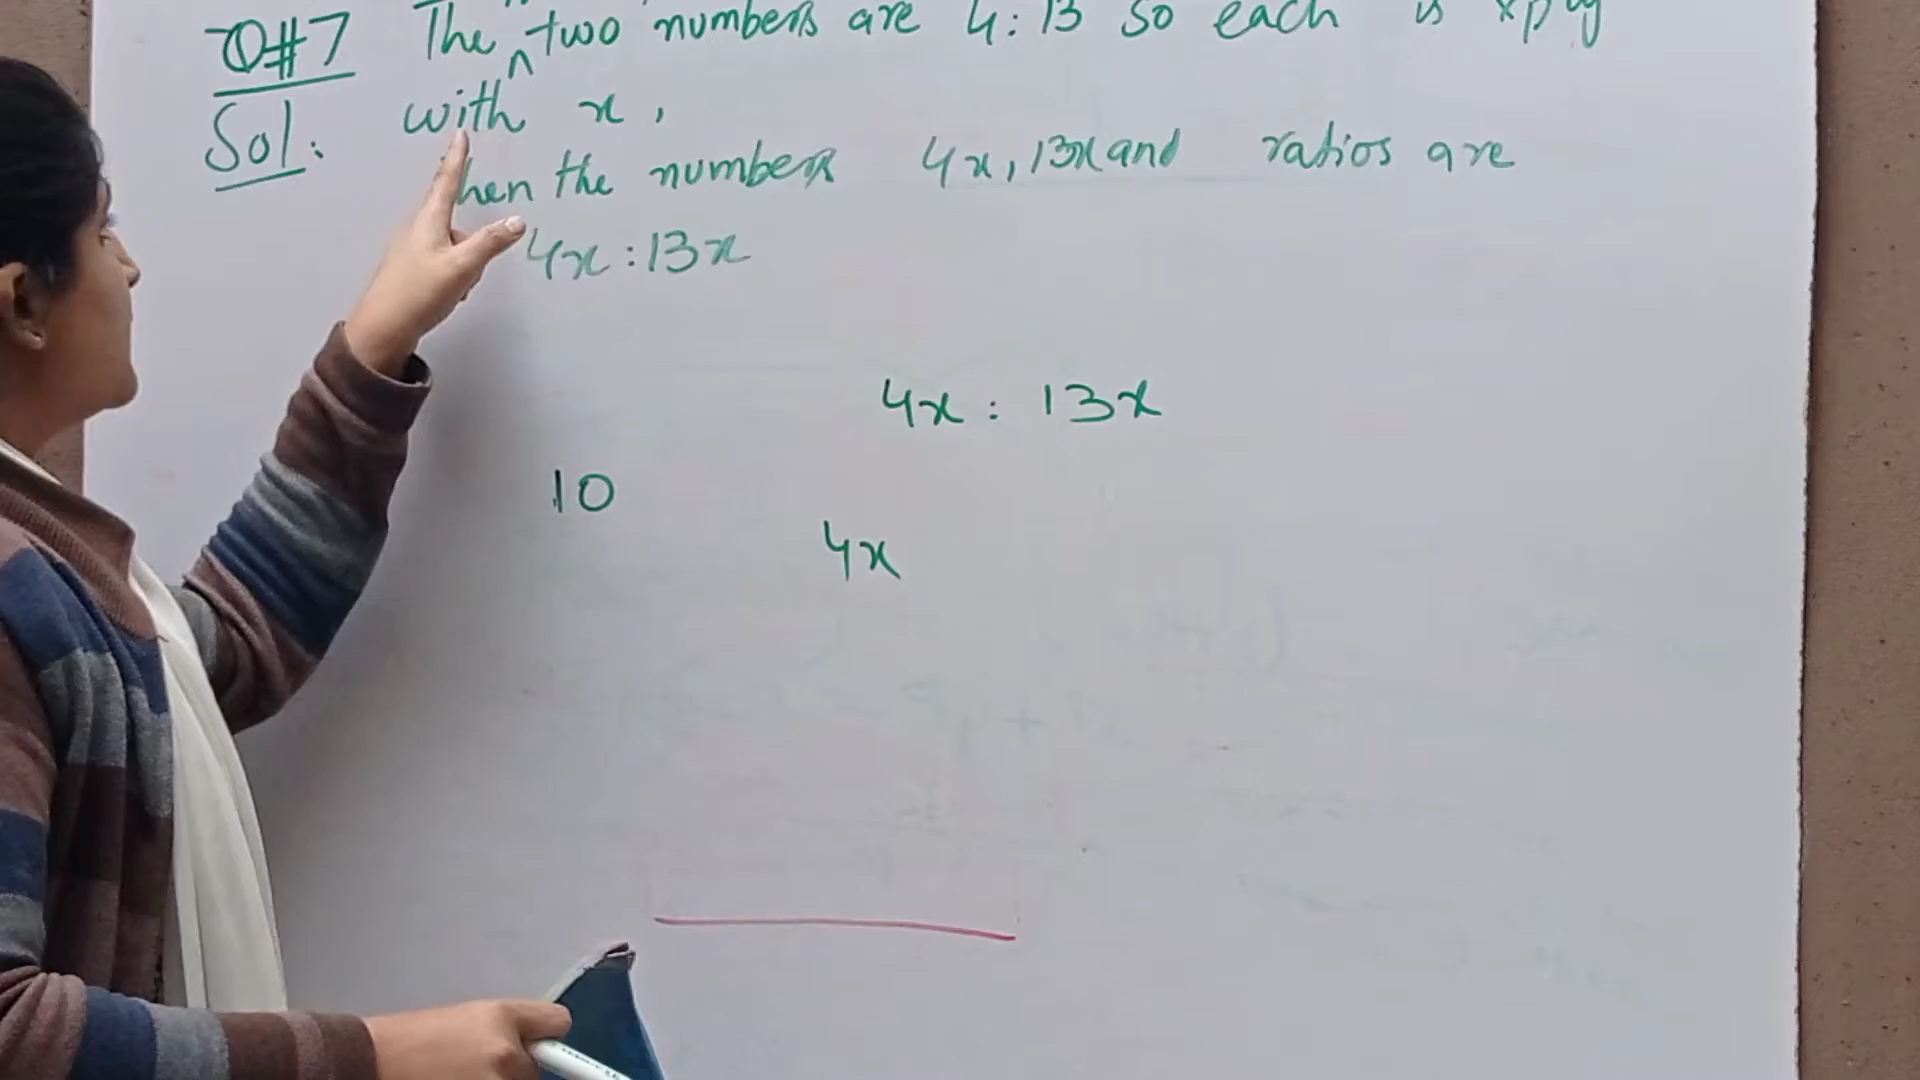 Q#7 The two numbers are 4:13 so each is xply
Sol: with x,
then the numbers 4x, 13x and ratios are
4x:13x
4x : 13x
10
4x